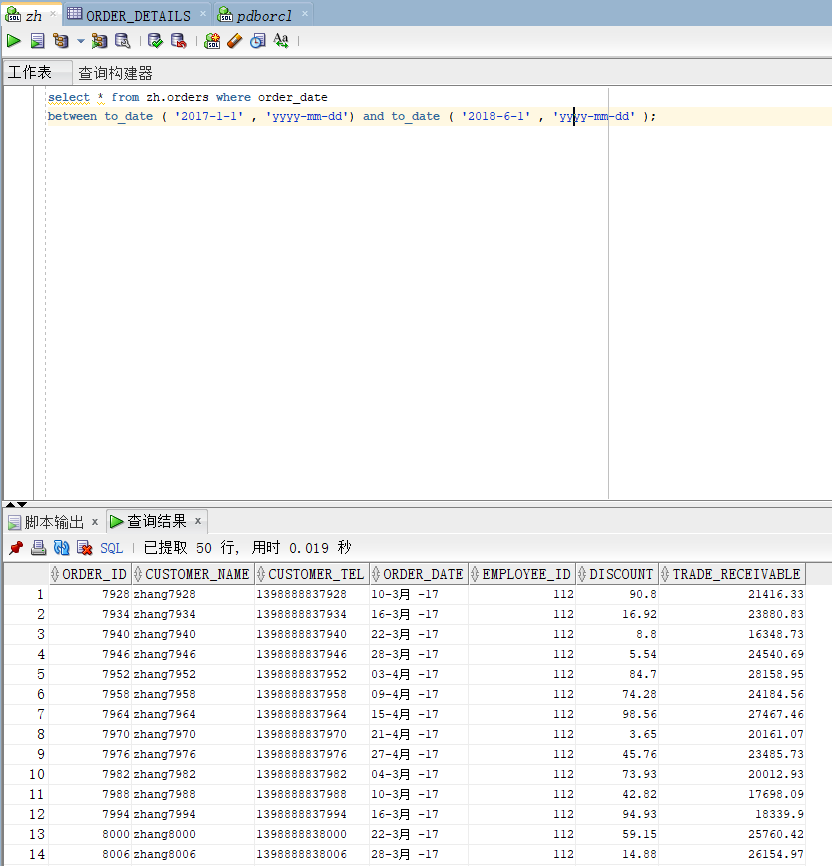 zh × ORDER_DETAILS × pdborcl ×
工作表 查询构建器
select * from zh.orders where order_date
between to_date ( '2017-1-1' , 'yyyy-mm-dd') and to_date ( '2018-6-1' , 'yyyy-mm-dd' );
脚本输出 × 查询结果 ×
SQL | 已提取 50 行, 用时 0.019 秒
ORDER_ID CUSTOMER_NAME CUSTOMER_TEL ORDER_DATE EMPLOYEE_ID DISCOUNT TRADE_RECEIVABLE
1 7928 zhang7928 1398888837928 10-3月 -17 112 90.8 21416.33
2 7934 zhang7934 1398888837934 16-3月 -17 112 16.92 23880.83
3 7940 zhang7940 1398888837940 22-3月 -17 112 8.8 16348.73
4 7946 zhang7946 1398888837946 28-3月 -17 112 5.54 24540.69
5 7952 zhang7952 1398888837952 03-4月 -17 112 84.7 28158.95
6 7958 zhang7958 1398888837958 09-4月 -17 112 74.28 24184.56
7 7964 zhang7964 1398888837964 15-4月 -17 112 98.56 27467.46
8 7970 zhang7970 1398888837970 21-4月 -17 112 3.65 20161.07
9 7976 zhang7976 1398888837976 27-4月 -17 112 45.76 23485.73
10 7982 zhang7982 1398888837982 04-3月 -17 112 73.93 20012.93
11 7988 zhang7988 1398888837988 10-3月 -17 112 42.82 17698.09
12 7994 zhang7994 1398888837994 16-3月 -17 112 94.93 18339.9
13 8000 zhang8000 1398888838000 22-3月 -17 112 59.15 25760.42
14 8006 zhang8006 1398888838006 28-3月 -17 112 14.88 26154.97